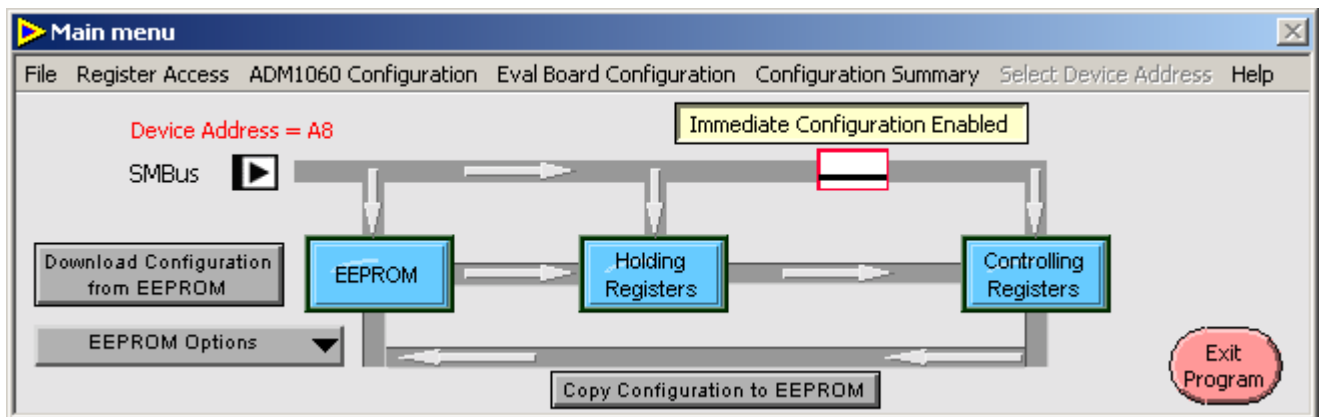 Main menu
File Register Access ADM1060 Configuration Eval Board Configuration Configuration Summary Select Device Address Help
Immediate Configuration Enabled
Device Address = A8
SMBus
Download Configuration
from EEPROM
EEPROM
Holding
Registers
Controlling
Registers
EEPROM Options
Copy Configuration to EEPROM
Exit
Program